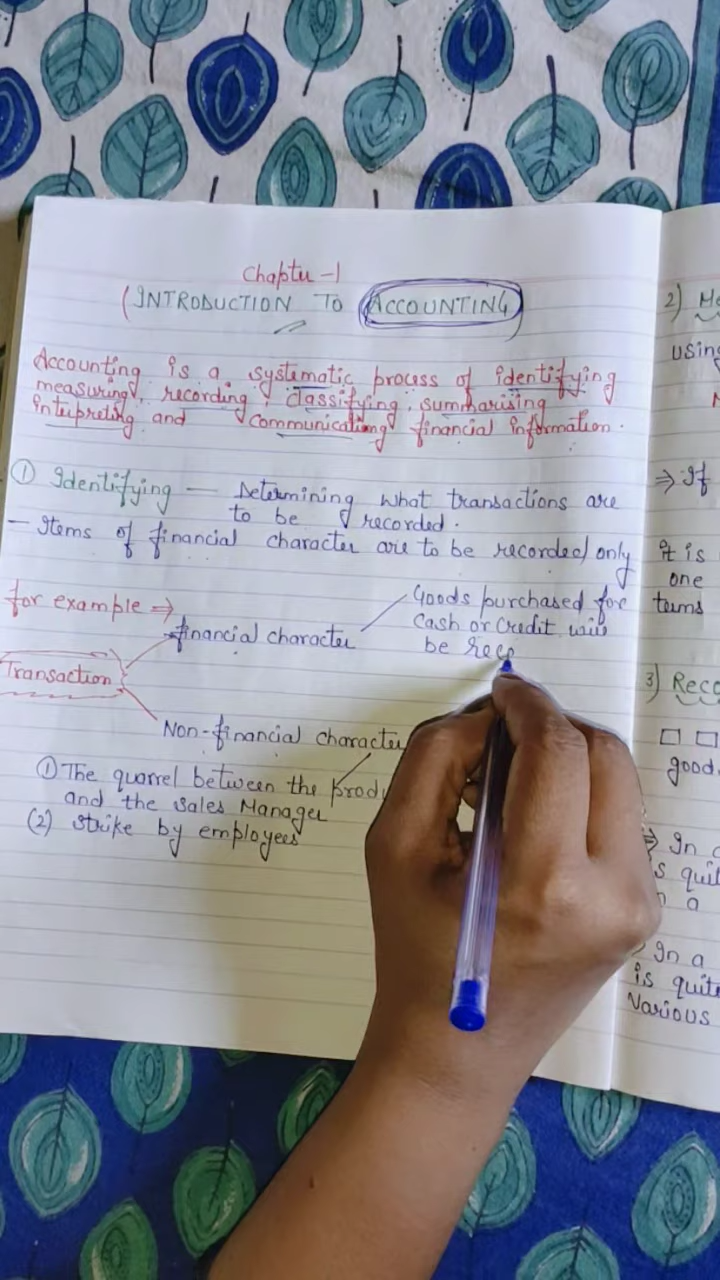 Chapter -1
(INTRODUCTION TO ACCOUNTING)
Accounting is a systematic process of identifying
measuring, recording, classifying, summarising
interpreting and communicating financial information.
① Identifying — Determining what transactions are
to be recorded.
— Items of financial character are to be recorded only
for example ⇒
financial character
Goods purchased for
cash or credit will
be rec
Transaction
Non-financial character
① The quarrel between the produ
and the Sales Manager
(2) Strike by employees
2)
using
⇒ If
it is
one
terms
3) Reco
good.
⇒ In a
is quit
n a
In a
is quite
Various